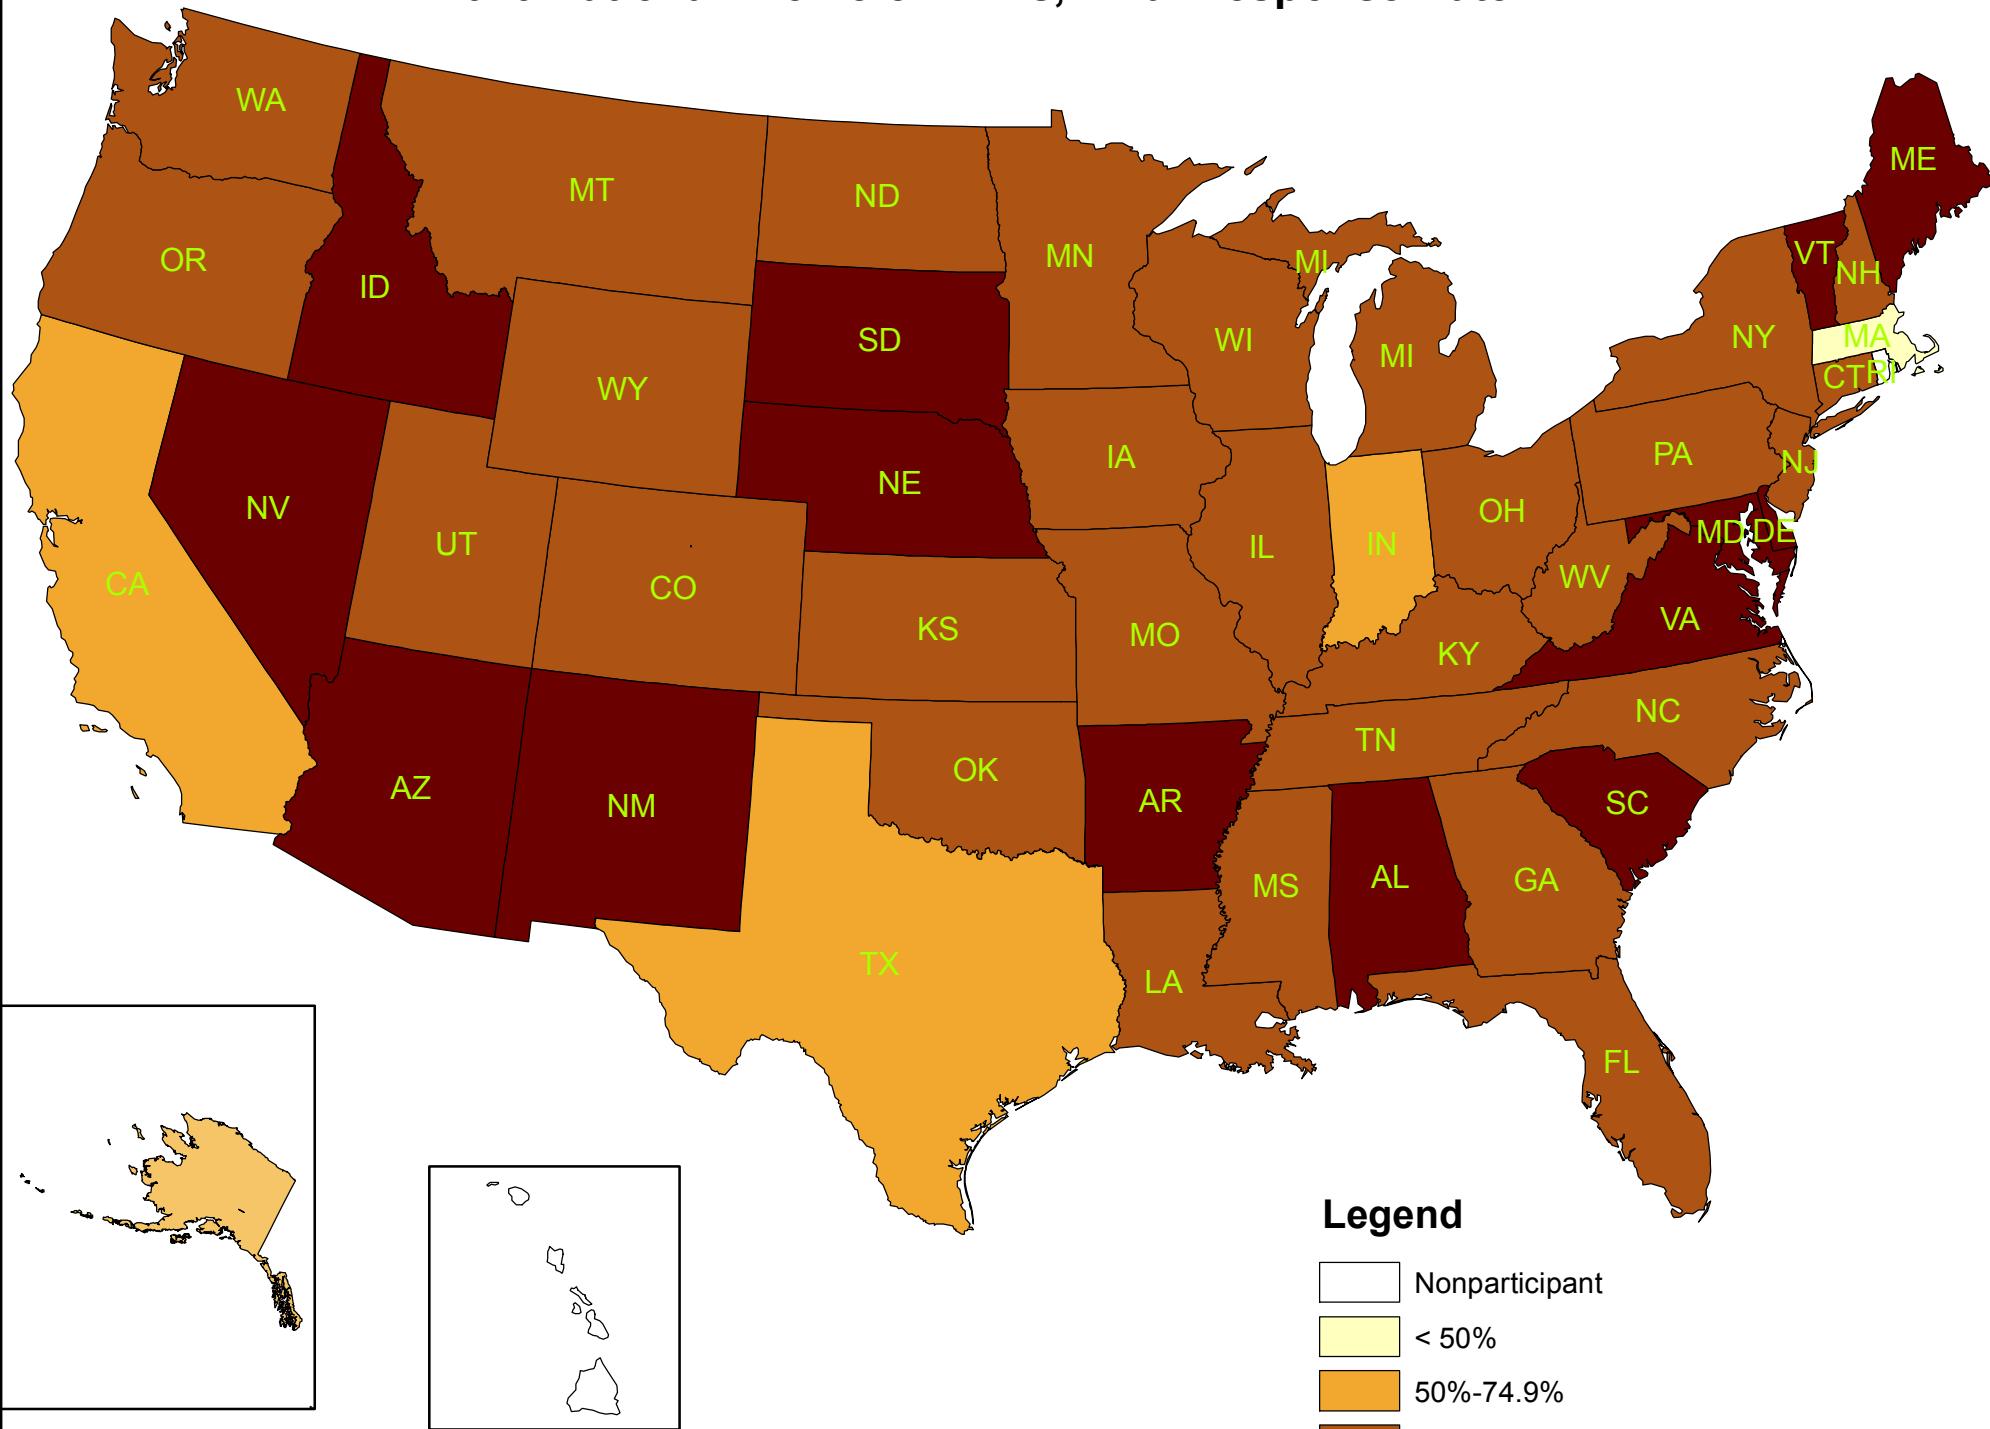 WA
MT
ND
MN
ME
OR
ID
SD
WI
MI
MI
VT
NH
NY
MA
CT
RI
WY
NE
IA
PA
NJ
NV
UT
CO
KS
MO
IL
IN
OH
WV
MD
DE
VA
CA
KY
NC
AZ
NM
OK
AR
TN
SC
TX
LA
MS
AL
GA
FL
Legend
Nonparticipant
< 50%
50%-74.9%